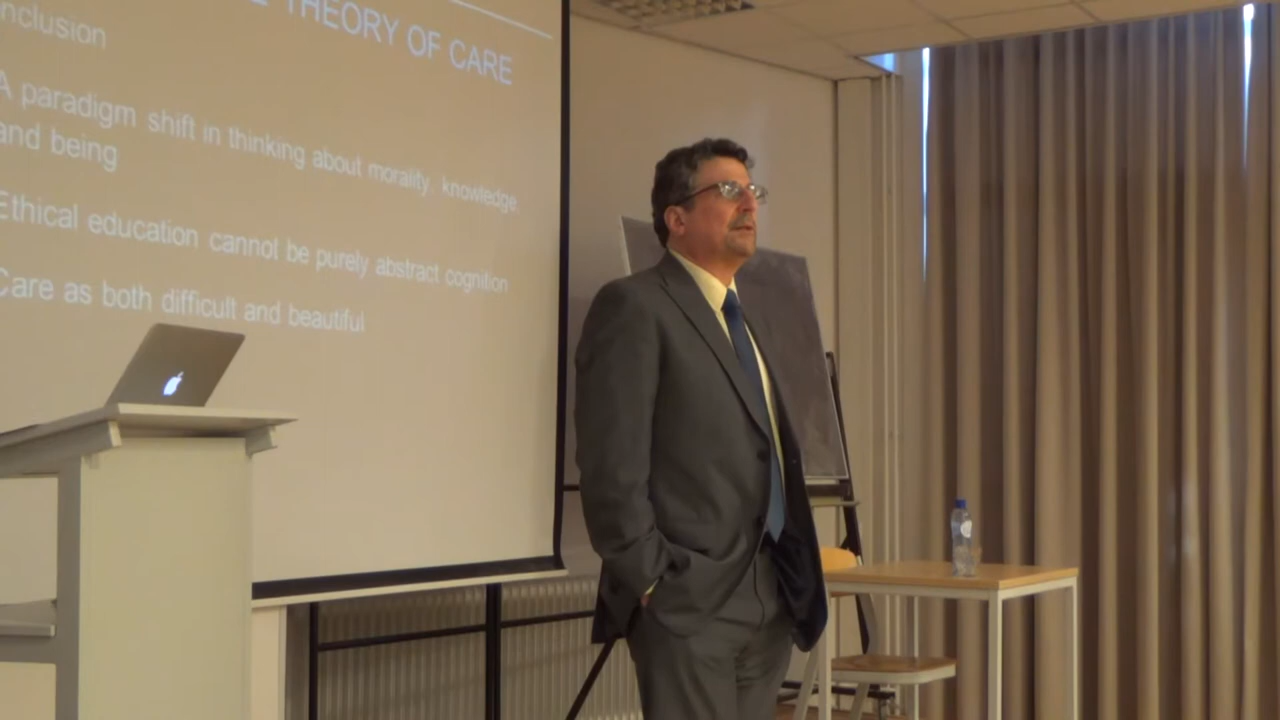 THEORY OF CARE
nclusion
A paradigm shift in thinking about morality, knowledge,
and being
Ethical education cannot be purely abstract cognition
Care as both difficult and beautiful